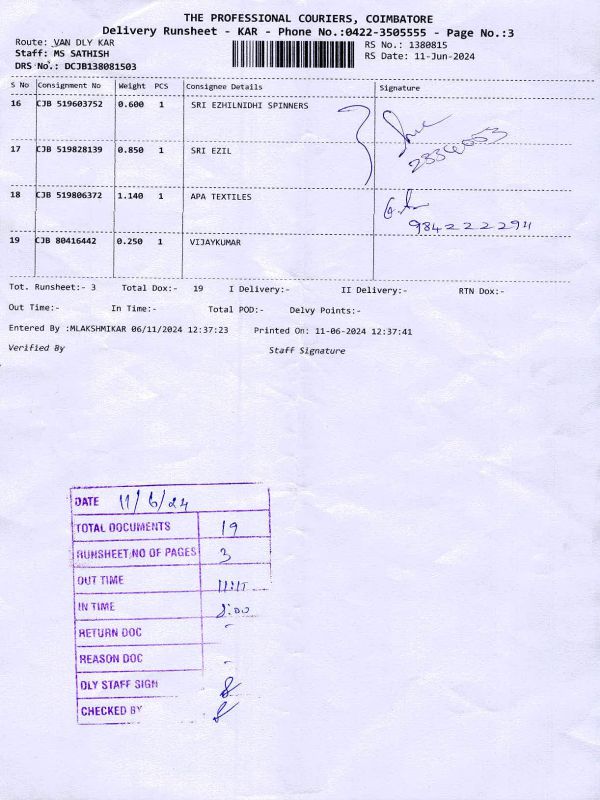 THE PROFESSIONAL COURIERS, COIMBATORE
Delivery Runsheet - KAR - Phone No.:0422-3505555 - Page No.:3
Route: VAN DLY KAR
RS No.: 1380815
Staff: MS SATHISH
RS Date: 11-Jun-2024
DRS No.: DCJB138081503
S No Consignment No Weight PCS Consignee Details Signature
16 CJB 519603752 0.600 1 SRI EZHILNIDHI SPINNERS
17 CJB 519828139 0.850 1 SRI EZIL
18 CJB 519806372 1.140 1 APA TEXTILES
9842222294
19 CJB 80416442 0.250 1 VIJAYKUMAR
Tot. Runsheet:- 3 Total Dox:- 19 I Delivery:- II Delivery:- RTN Dox:-
Out Time:- In Time:- Total POD:- Delvy Points:-
Entered By :MLAKSHMIKAR 06/11/2024 12:37:23 Printed On: 11-06-2024 12:37:41
Verified By Staff Signature
DATE 11/6/24
TOTAL DOCUMENTS 19
RUNSHEET NO OF PAGES 3
OUT TIME 11:15
IN TIME 2:00
RETURN DOC -
REASON DOC -
DLY STAFF SIGN
CHECKED BY